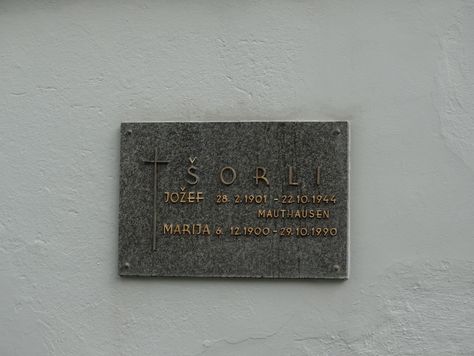 ŠORLI
JOŽEF 28.2.1901 - 22.10.1944
MAUTHAUSEN
MARIJA 6.12.1900 - 29.10.1990